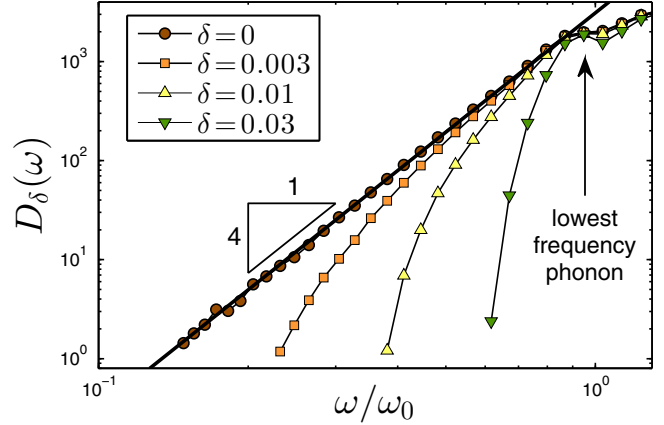 10³
10²
10¹
10⁰
D_δ(ω)
δ=0
δ=0.003
δ=0.01
δ=0.03
1
4
lowest
frequency
phonon
10⁻¹
10⁰
ω/ω₀